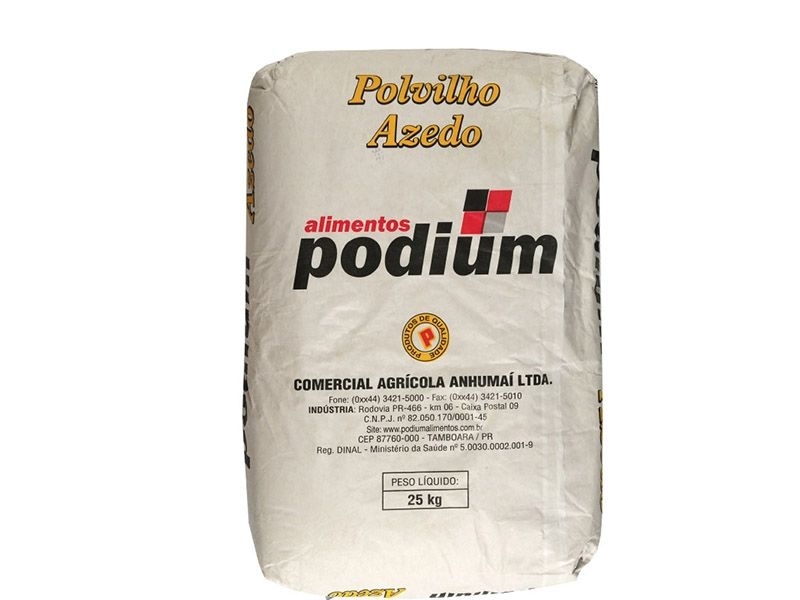 Polvilho
Azedo
alimentos
podium
PRODUTOS DE QUALIDADE
P
COMERCIAL AGRÍCOLA ANHUMAÍ LTDA.
Fone: (0xx44) 3421-5000 - Fax: (0xx44) 3421-5010
INDÚSTRIA: Rodovia PR-466 - km 06 - Caixa Postal 09
C.N.P.J. nº 82.050.170/0001-45
Site: www.podiumalimentos.com.br
CEP 87760-000 - TAMBOARA / PR
Reg. DINAL - Ministério da Saúde nº 5.0030.0002.001-9
PESO LÍQUIDO:
25 kg
Azedo
podium
Azedo